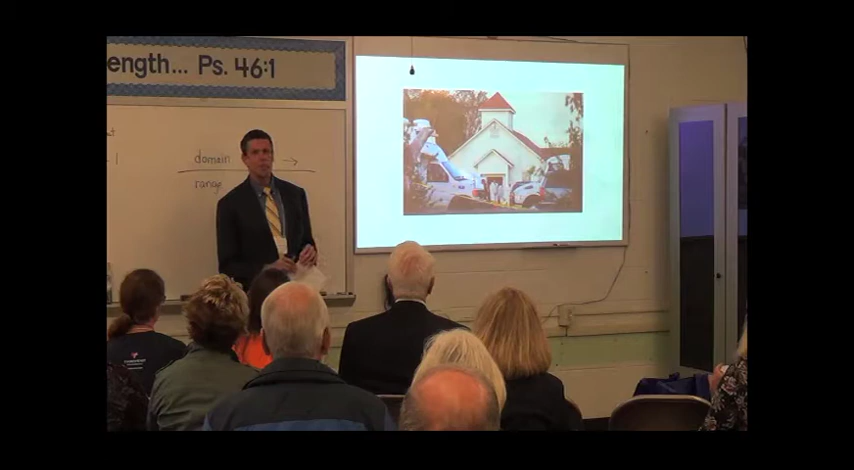 ength... Ps. 46:1
domain →
range